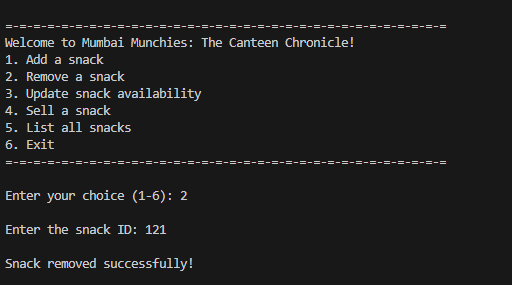 =-=-=-=-=-=-=-=-=-=-=-=-=-=-=-=-=-=-=-=-=-=-=-=-=-=-=-=-=-=-=-=
Welcome to Mumbai Munchies: The Canteen Chronicle!
1. Add a snack
2. Remove a snack
3. Update snack availability
4. Sell a snack
5. List all snacks
6. Exit
=-=-=-=-=-=-=-=-=-=-=-=-=-=-=-=-=-=-=-=-=-=-=-=-=-=-=-=-=-=-=-=
Enter your choice (1-6): 2
Enter the snack ID: 121
Snack removed successfully!